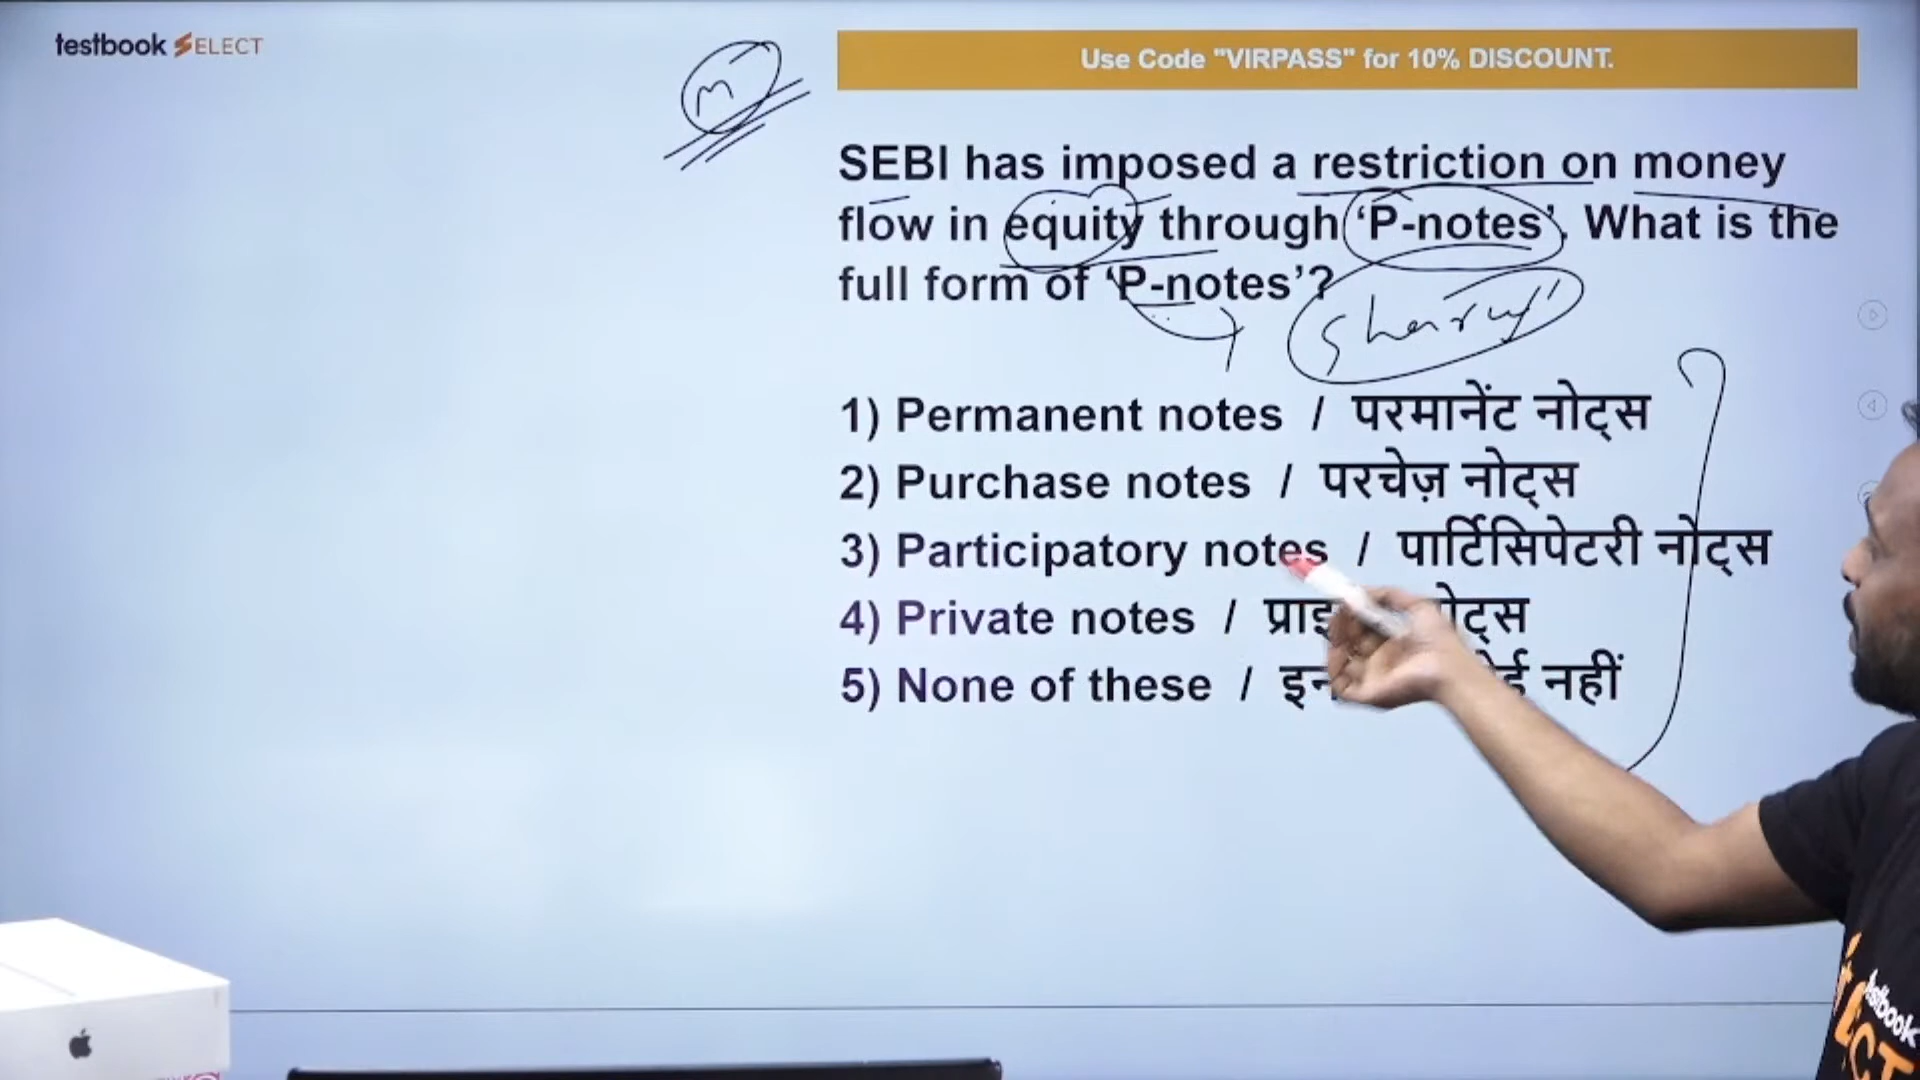 testbook SELECT
Use Code "VIRPASS" for 10% DISCOUNT.
m
SEBI has imposed a restriction on money
flow in equity through ‘P-notes’. What is the
full form of ‘P-notes’?
1) Permanent notes / परमानेंट नोट्स
2) Purchase notes / परचेज़ नोट्स
3) Participatory notes / पार्टिसिपेटरी नोट्स
4) Private notes /
5) None of these / नहीं
testbook